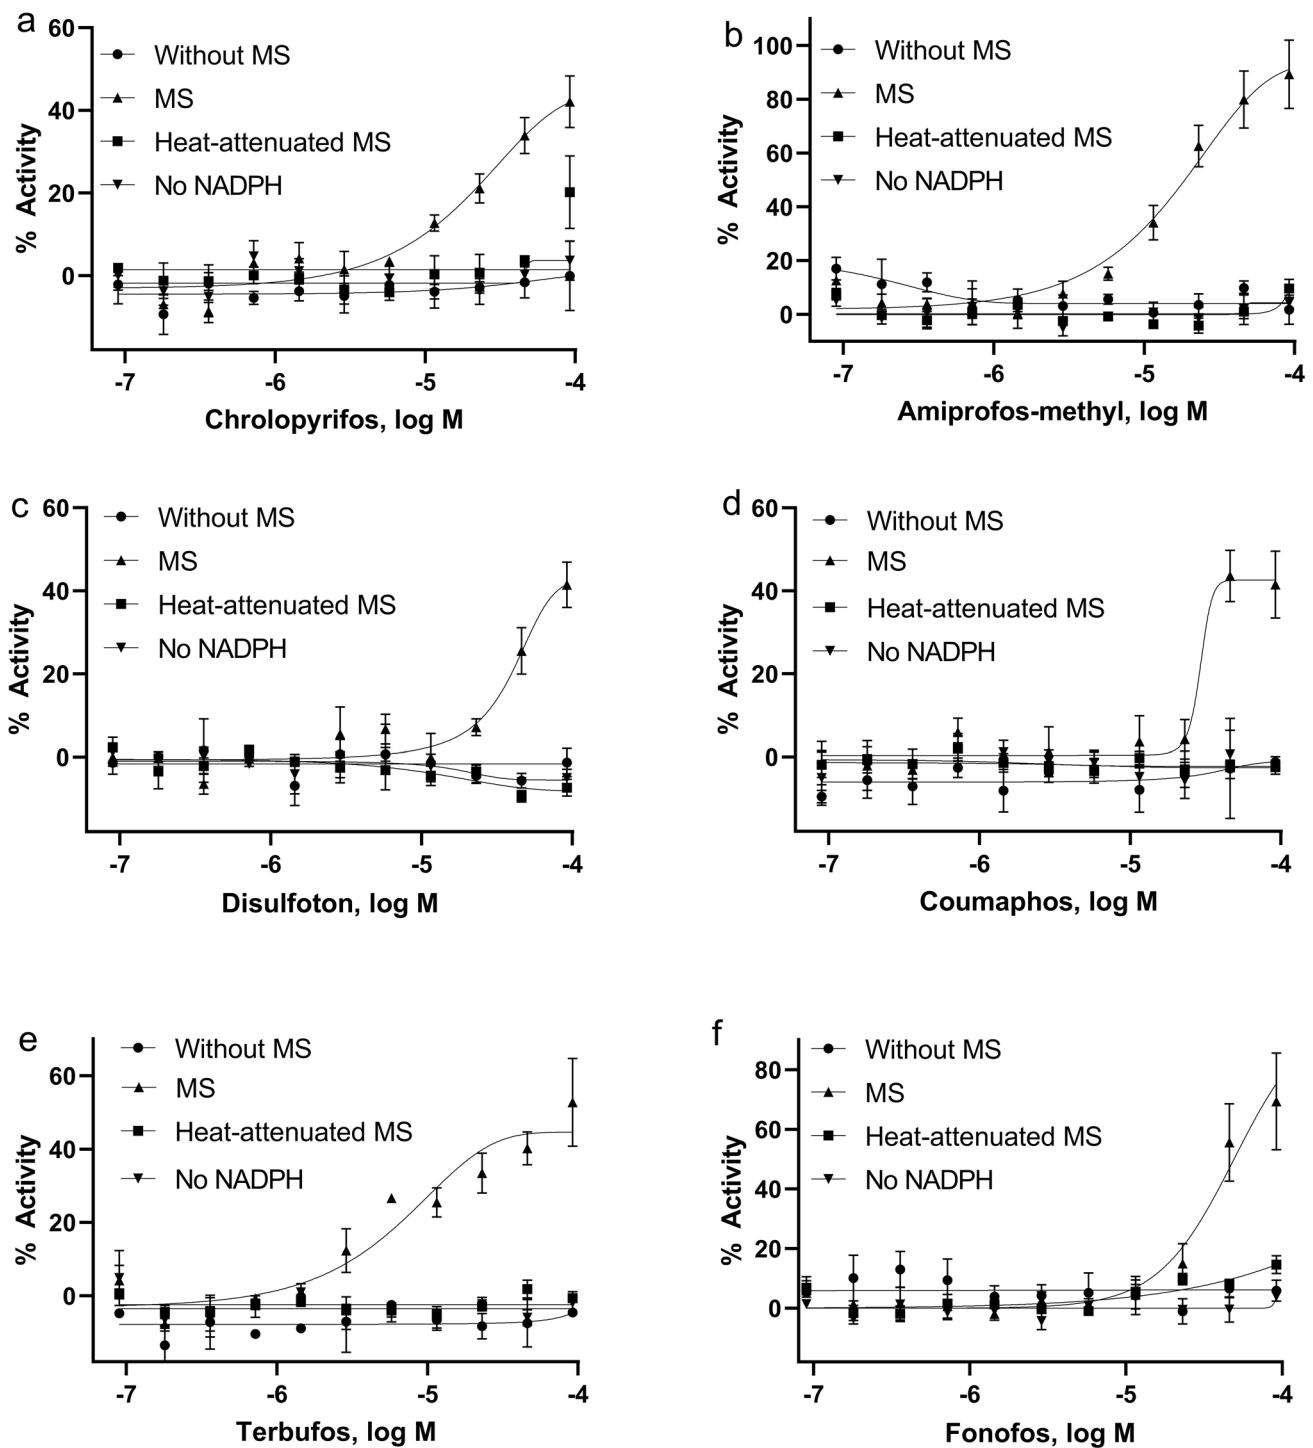 a
60
40
20
0
% Activity
Without MS
MS
Heat-attenuated MS
No NADPH
-7 -6 -5 -4
Chrolopyrifos, log M
b
100
80
60
40
20
0
% Activity
Without MS
MS
Heat-attenuated MS
No NADPH
-7 -6 -5 -4
Amiprofos-methyl, log M
c
60
40
20
0
% Activity
Without MS
MS
Heat-attenuated MS
No NADPH
-7 -6 -5 -4
Disulfoton, log M
d
60
40
20
0
% Activity
Without MS
MS
Heat-attenuated MS
No NADPH
-7 -6 -5 -4
Coumaphos, log M
e
60
40
20
0
% Activity
Without MS
MS
Heat-attenuated MS
No NADPH
-7 -6 -5 -4
Terbufos, log M
f
80
60
40
20
0
% Activity
Without MS
MS
Heat-attenuated MS
No NADPH
-7 -6 -5 -4
Fonofos, log M